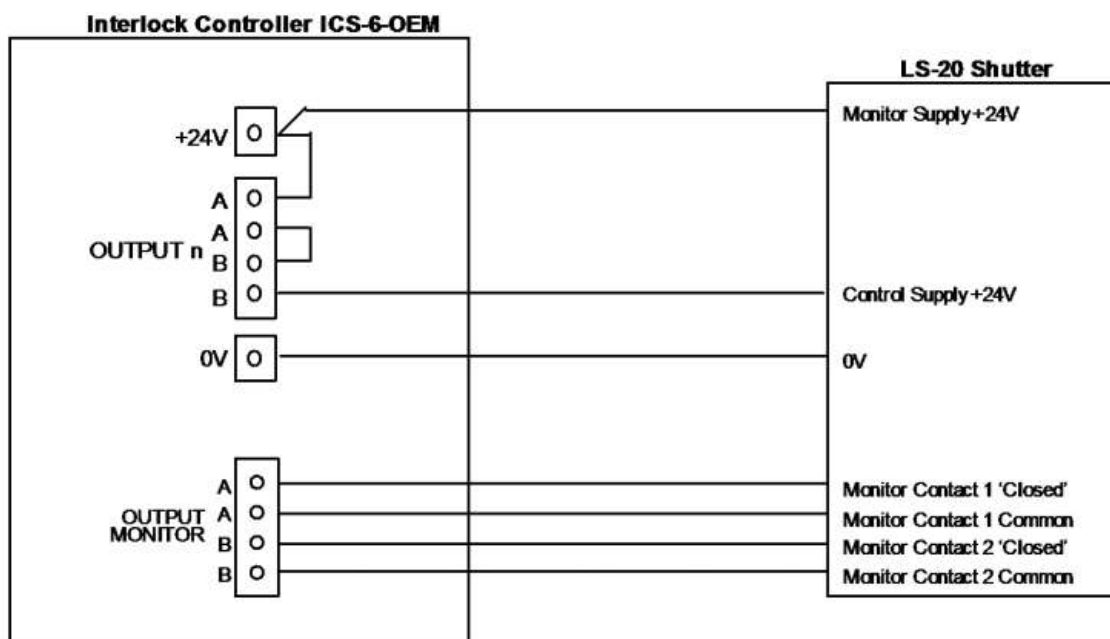 Interlock Controller ICS-6-OEM
LS-20 Shutter
+24V
Monitor Supply +24V
A
A
OUTPUT n
B
B
Control Supply +24V
0V
0V
A
Monitor Contact 1 'Closed'
OUTPUT
MONITOR
A
Monitor Contact 1 Common
B
Monitor Contact 2 'Closed'
B
Monitor Contact 2 Common